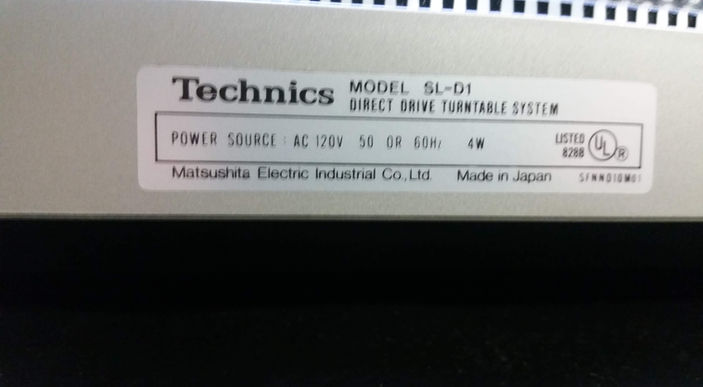 Technics MODEL SL-D1
DIRECT DRIVE TURNTABLE SYSTEM
POWER SOURCE : AC 120V 50 OR 60Hz 4W
LISTED
8288
UL ®
Matsushita Electric Industrial Co., Ltd. Made in Japan SFNN010M01